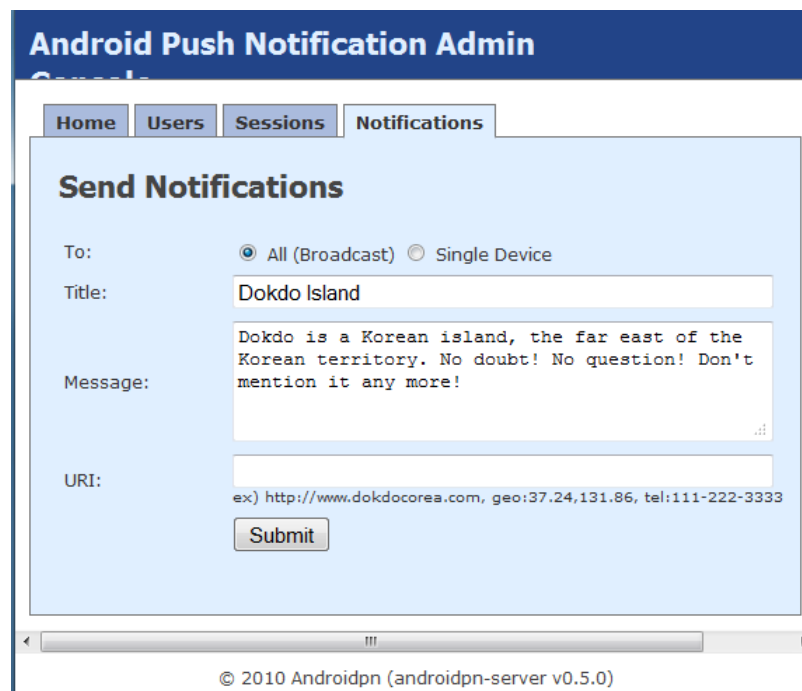 Android Push Notification Admin
Home Users Sessions Notifications
Send Notifications
To: All (Broadcast) Single Device
Title: Dokdo Island
Message:
Dokdo is a Korean island, the far east of the
Korean territory. No doubt! No question! Don't
mention it any more!
URI:
ex) http://www.dokdocorea.com, geo:37.24,131.86, tel:111-222-3333
Submit
© 2010 Androidpn (androidpn-server v0.5.0)